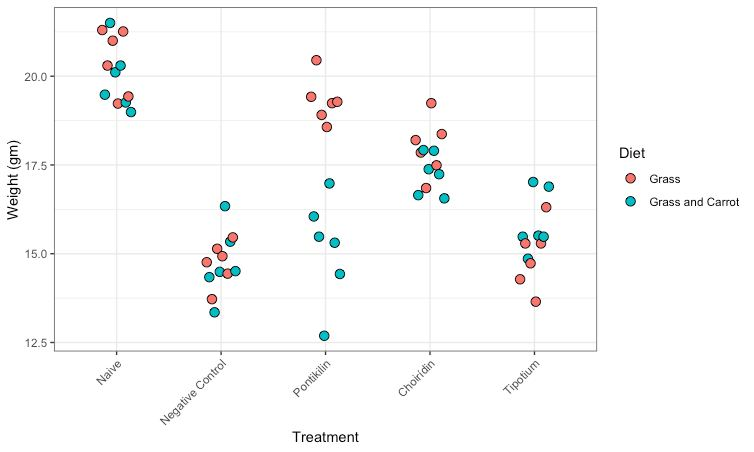 Weight (gm)
20.0
17.5
15.0
12.5
Naive
Negative Control
Pontikilin
Choiridin
Tipotium
Treatment
Diet
Grass
Grass and Carrot